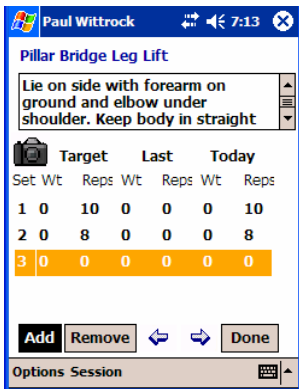 Paul Wittrock 7:13
Pillar Bridge Leg Lift
Lie on side with forearm on
ground and elbow under
shoulder. Keep body in straight
Target Last Today
Set Wt Reps Wt Reps Wt Reps
1 0 10 0 0 0 10
2 0 8 0 0 0 8
3 0 0 0 0 0 0
Add Remove Done
Options Session